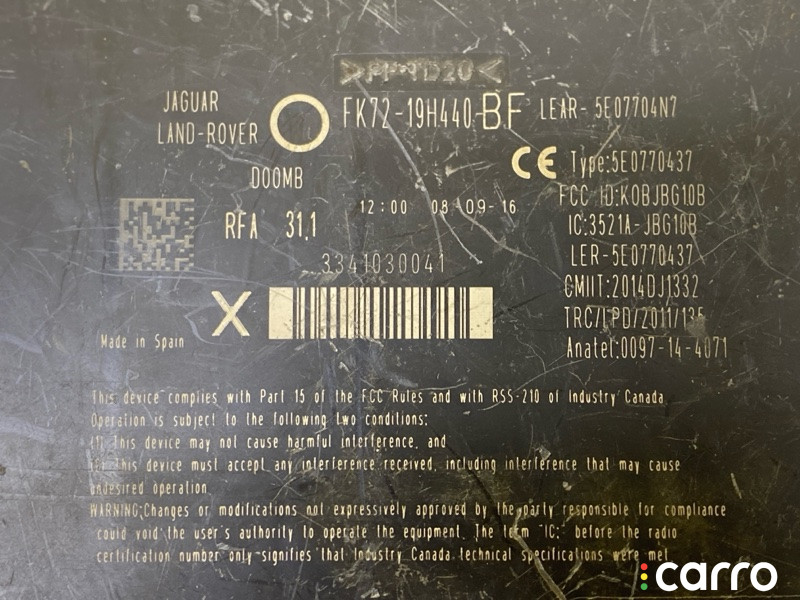 >PP-TD20<
JAGUAR
LAND-ROVER
FK72-19H440-BF
LEAR-5E07704N7
DOOMB
CE Type:5E0770437
FCC ID:KOBJBG10B
RFA 31.1
12:00 08-09-16
IC:3521A-JBG10B
LER-5E0770437
3341030041
CMIIT:2014DJ1332
X
TRC/LPD/2011/135
Made in Spain
Anatel:0097-14-4071
This device complies with Part 15 of the FCC Rules and with RSS-210 of Industry Canada.
Operation is subject to the following two conditions:
(1) This device may not cause harmful interference, and
This device must accept any interference received, including interference that may cause
undesired operation.
WARNING:Changes or modifications not expressively approved by the party responsible for compliance
could void the user's authority to operate the equipment. The term "IC:" before the radio
certification number only signifies that Industry Canada technical specifications were met.
carro